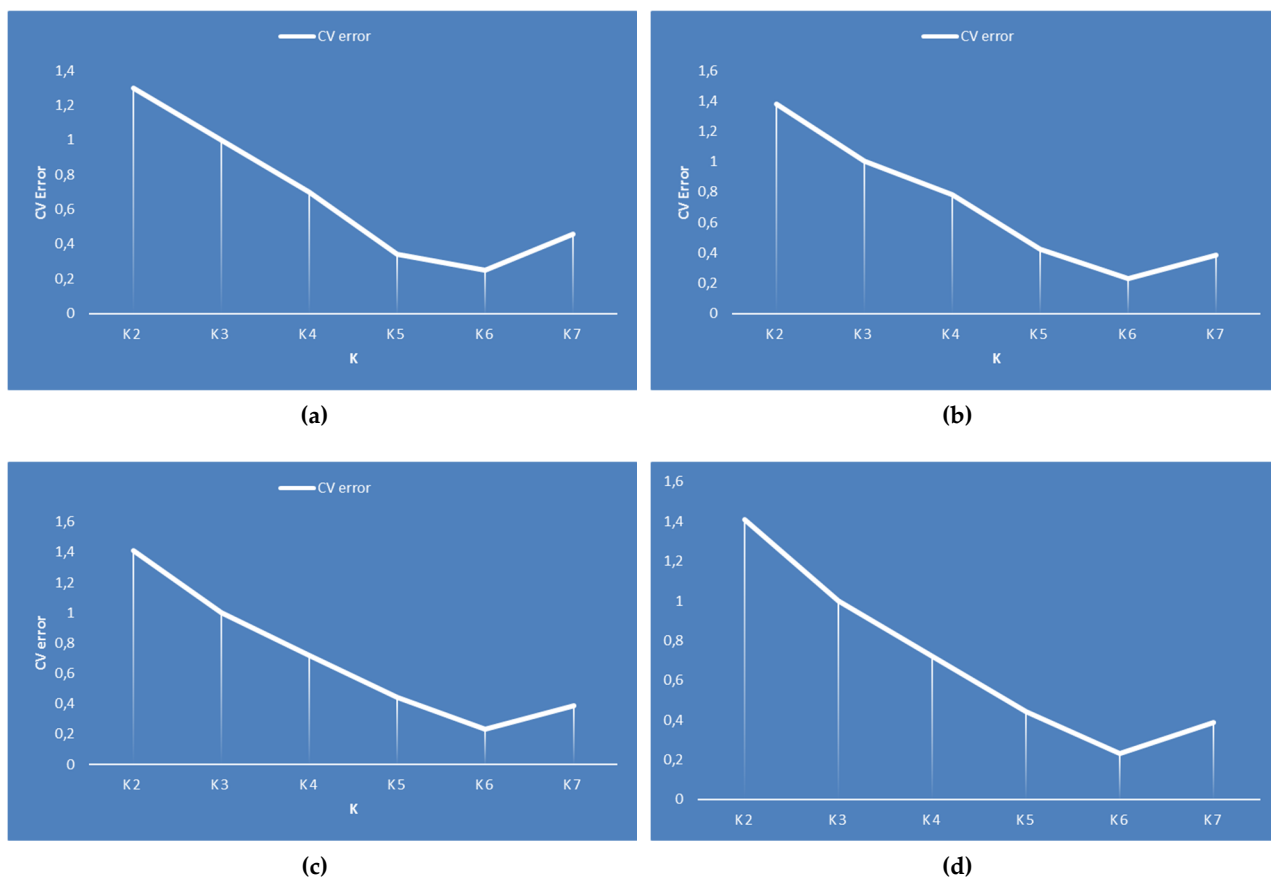 CV error
1,4
1,2
1
0,8
0,6
0,4
0,2
0
CV Error
K2 K3 K4 K5 K6 K7
K
(a)
CV error
1,6
1,4
1,2
1
0,8
0,6
0,4
0,2
0
CV Error
K2 K3 K4 K5 K6 K7
K
(b)
CV error
1,6
1,4
1,2
1
0,8
0,6
0,4
0,2
0
CV error
K2 K3 K4 K5 K6 K7
K
(c)
1,6
1,4
1,2
1
0,8
0,6
0,4
0,2
0
K2 K3 K4 K5 K6 K7
(d)